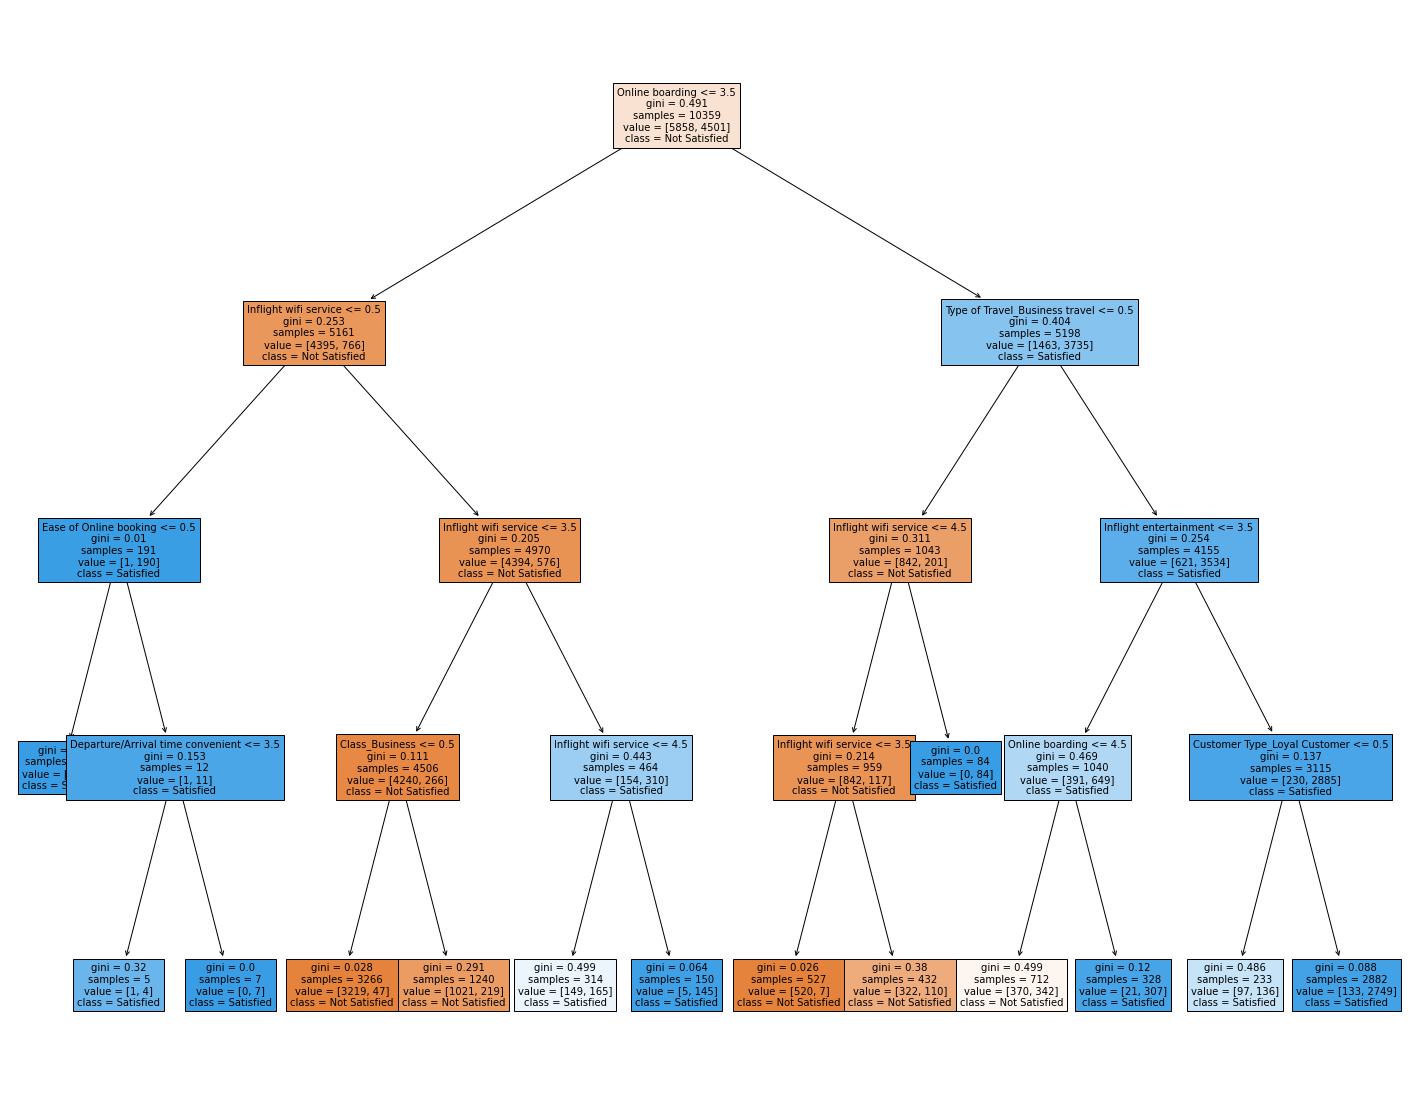 Online boarding <= 3.5
gini = 0.491
samples = 10359
value = [5858, 4501]
class = Not Satisfied
Inflight wifi service <= 0.5
gini = 0.253
samples = 5161
value = [4395, 766]
class = Not Satisfied
Type of Travel_Business travel <= 0.5
gini = 0.404
samples = 5198
value = [1463, 3735]
class = Satisfied
Ease of Online booking <= 0.5
gini = 0.01
samples = 191
value = [1, 190]
class = Satisfied
Inflight wifi service <= 3.5
gini = 0.205
samples = 4970
value = [4394, 576]
class = Not Satisfied
Inflight wifi service <= 4.5
gini = 0.311
samples = 1043
value = [842, 201]
class = Not Satisfied
Inflight entertainment <= 3.5
gini = 0.254
samples = 4155
value = [621, 3534]
class = Satisfied
gini =
samples
value = [
class = S
Departure/Arrival time convenient <= 3.5
gini = 0.153
samples = 12
value = [1, 11]
class = Satisfied
Class_Business <= 0.5
gini = 0.111
samples = 4506
value = [4240, 266]
class = Not Satisfied
Inflight wifi service <= 4.5
gini = 0.443
samples = 464
value = [154, 310]
class = Satisfied
Inflight wifi service <= 3.5
gini = 0.214
samples = 959
value = [842, 117]
class = Not Satisfied
gini = 0.0
samples = 84
value = [0, 84]
class = Satisfied
Online boarding <= 4.5
gini = 0.469
samples = 1040
value = [391, 649]
class = Satisfied
Customer Type_Loyal Customer <= 0.5
gini = 0.137
samples = 3115
value = [230, 2885]
class = Satisfied
gini = 0.32
samples = 5
value = [1, 4]
class = Satisfied
gini = 0.0
samples = 7
value = [0, 7]
class = Satisfied
gini = 0.028
samples = 3266
value = [3219, 47]
class = Not Satisfied
gini = 0.291
samples = 1240
value = [1021, 219]
class = Not Satisfied
gini = 0.499
samples = 314
value = [149, 165]
class = Satisfied
gini = 0.064
samples = 150
value = [5, 145]
class = Satisfied
gini = 0.026
samples = 527
value = [520, 7]
class = Not Satisfied
gini = 0.38
samples = 432
value = [322, 110]
class = Not Satisfied
gini = 0.499
samples = 712
value = [370, 342]
class = Not Satisfied
gini = 0.12
samples = 328
value = [21, 307]
class = Satisfied
gini = 0.486
samples = 233
value = [97, 136]
class = Satisfied
gini = 0.088
samples = 2882
value = [133, 2749]
class = Satisfied